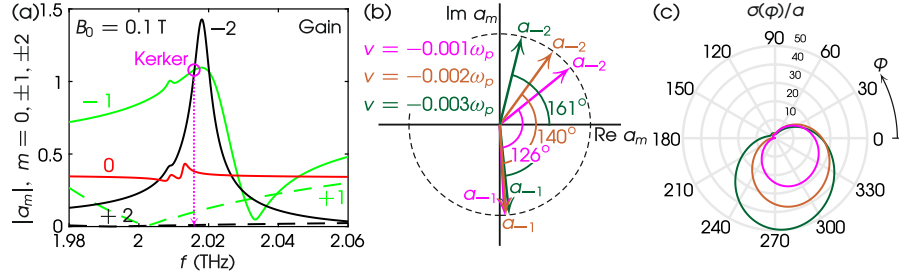 (a)
B₀ = 0.1 T
Gain
−2
Kerker
−1
0
+1
+2
|aₘ|, m = 0, ±1, ±2
1.5
1
0.5
0
1.98
2
2.02
2.04
2.06
f (THz)
(b)
Im aₘ
a₋₂
a₋₂
a₋₂
ν = −0.001ωₚ
ν = −0.002ωₚ
ν = −0.003ωₚ
161°
140°
126°
Re aₘ
a₋₁
a₋₁
a₋₁
(c)
σ(φ)/a
90
50
40
30
20
10
120
60
150
30
φ
180
0
210
330
240
300
270